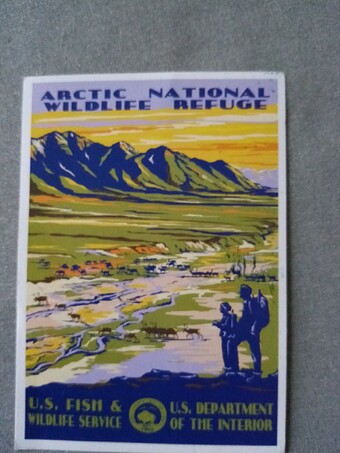 ARCTIC NATIONAL
WILDLIFE REFUGE
U.S. FISH &
WILDLIFE SERVICE
U.S. DEPARTMENT
OF THE INTERIOR